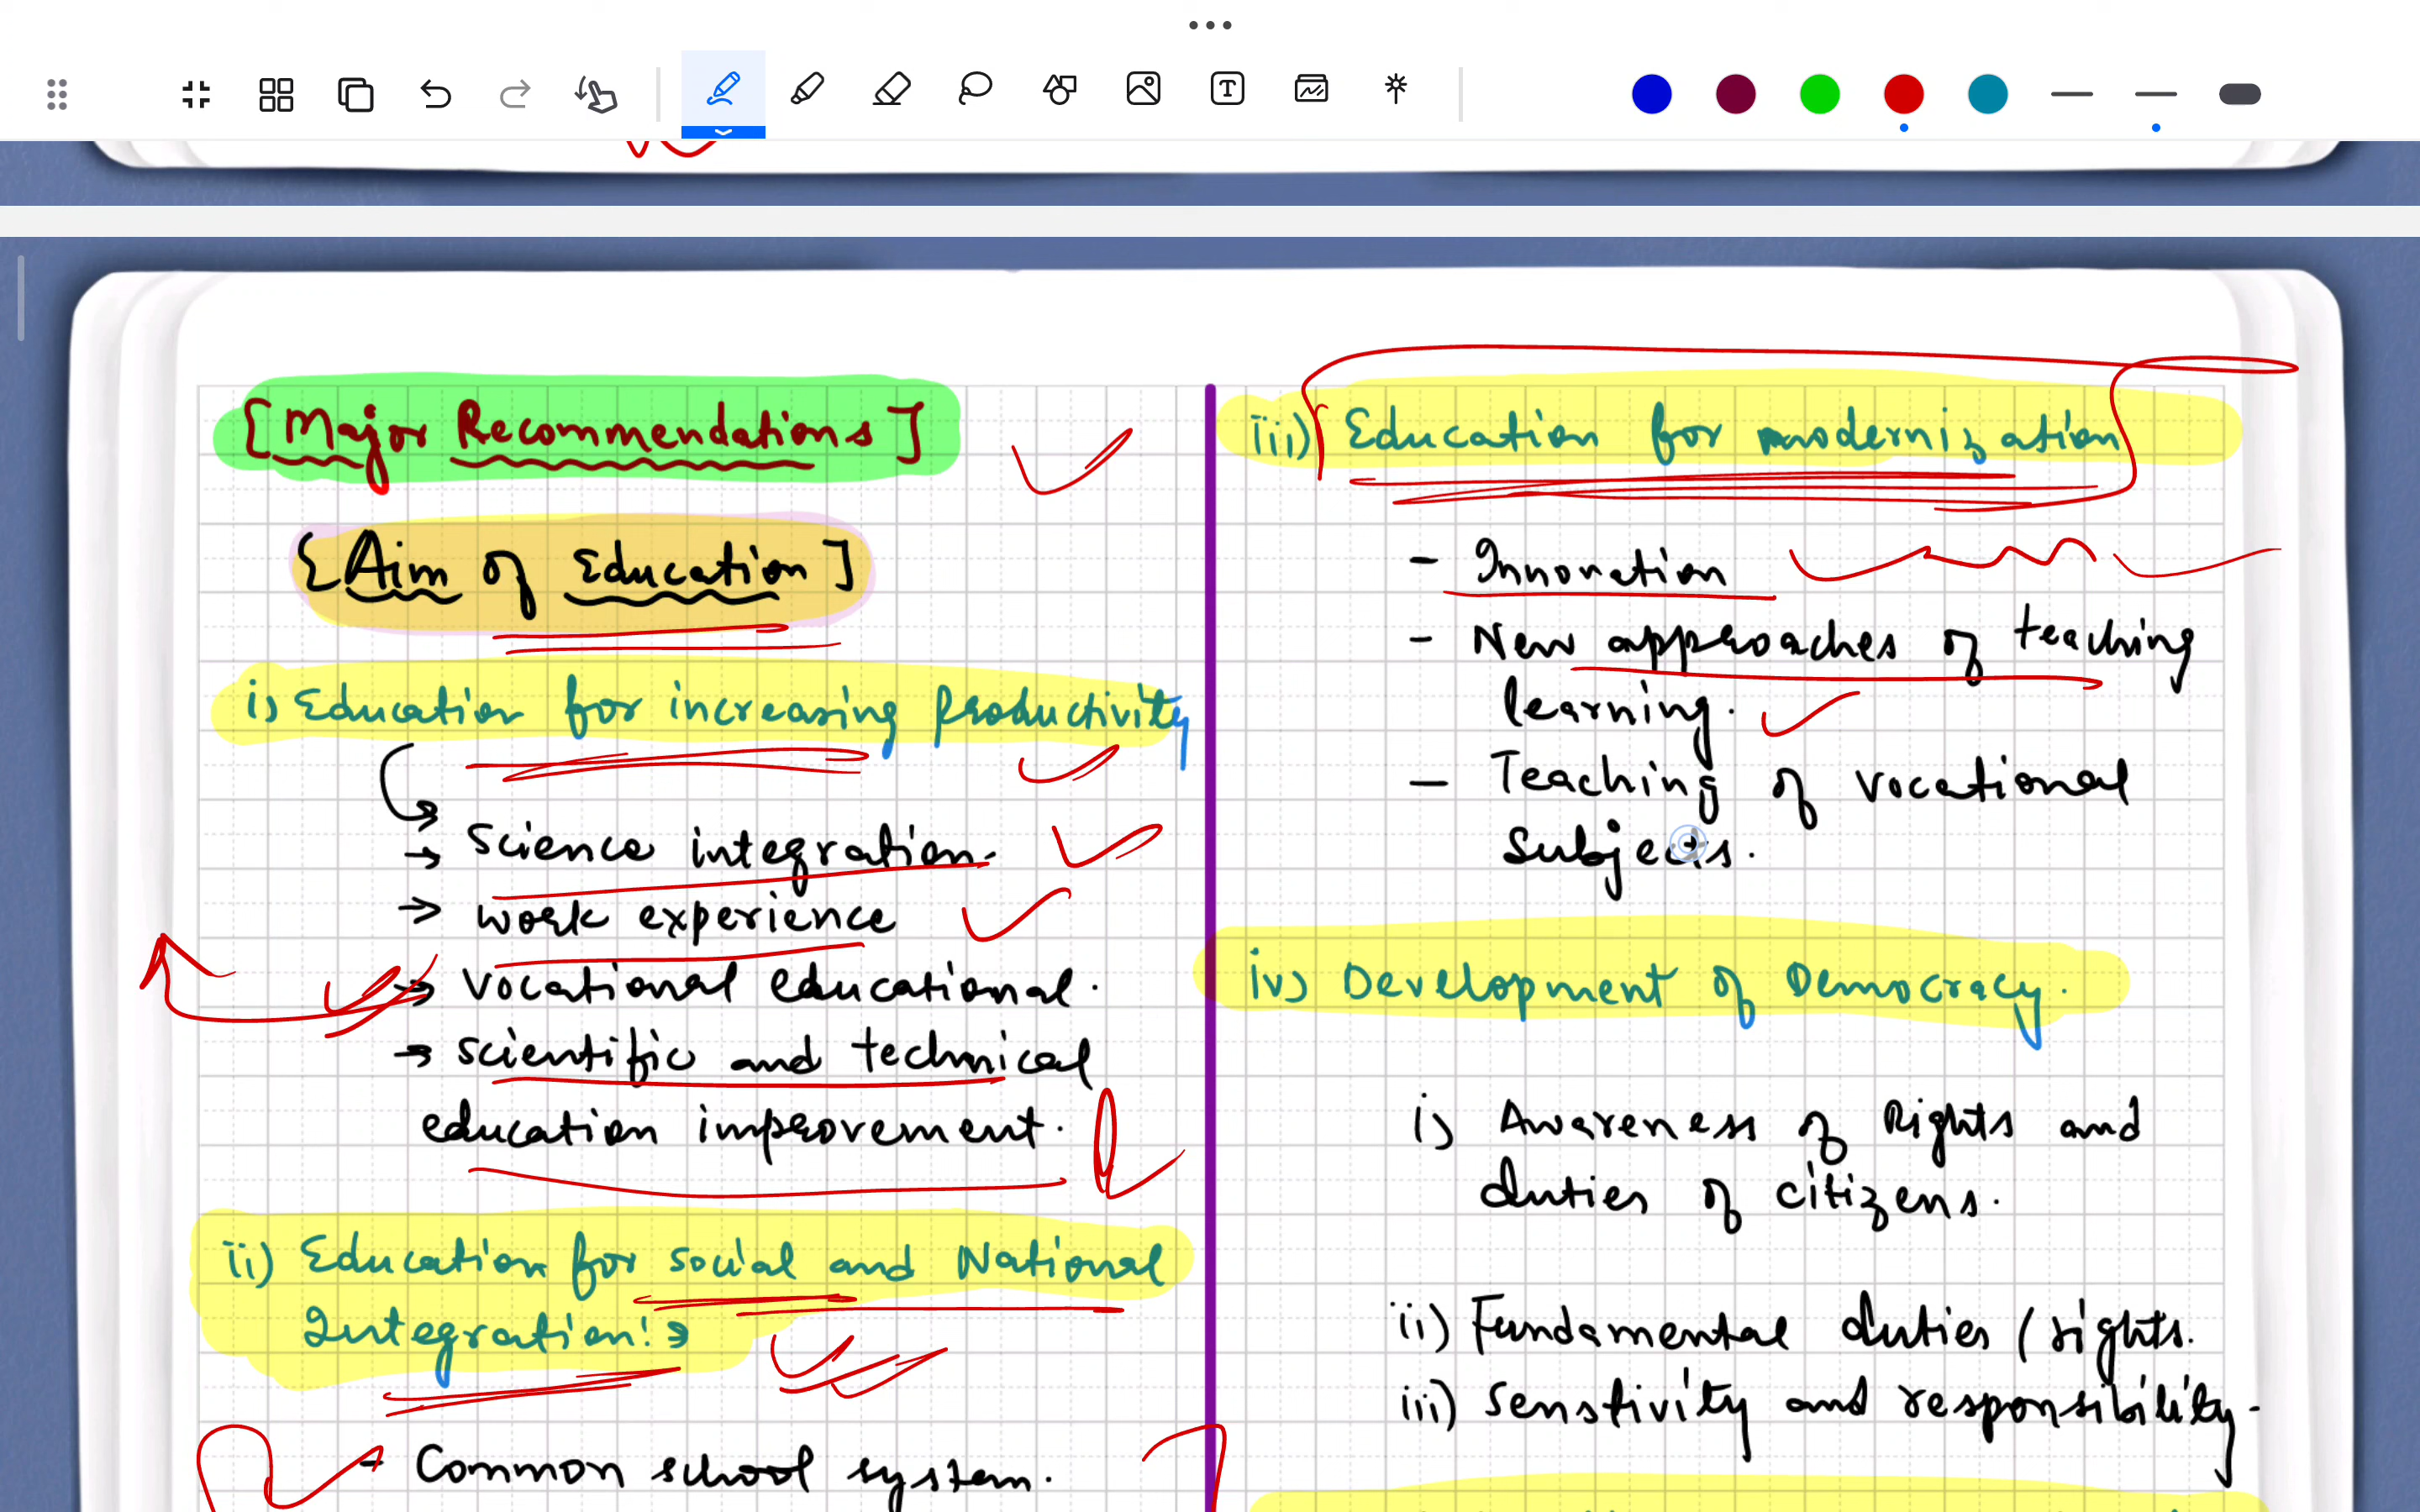 [Major Recommendations]
[Aim of Education]
i) Education for increasing productivity
→ Science integration.
→ work experience
→ vocational educational.
→ scientific and technical
education improvement.
ii) Education for social and National
Integration:→
- Common school system.
iii) Education for modernization
- Innovation
- New approaches of teaching
learning.
- Teaching of vocational
Subjects.
iv) Development of Democracy.
i) Awareness of Rights and
duties of citizens.
ii) Fundamental duties (rights.
iii) Senstivity and responsibility.